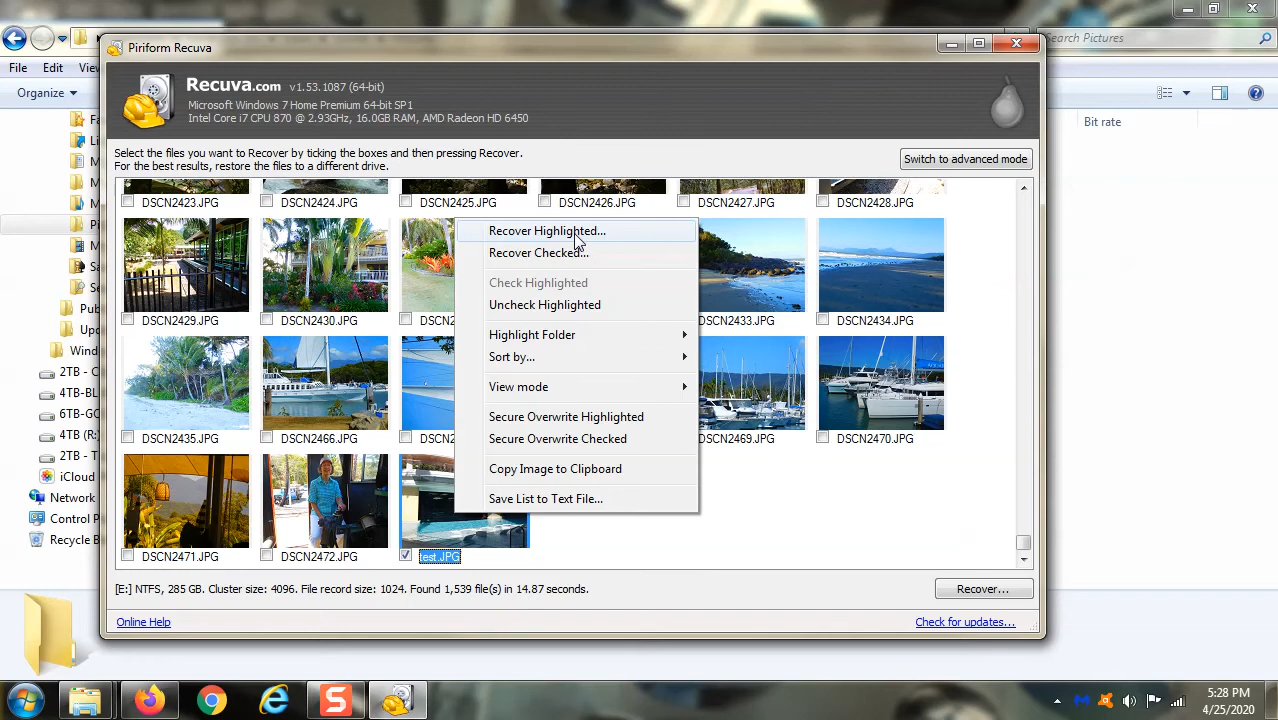 Search Pictures
Piriform Recuva
File Edit
Recuva.com v1.53.1087 (64-bit)
Microsoft Windows 7 Home Premium 64-bit SP1
Intel Core i7 CPU 870 @ 2.93GHz, 16.0GB RAM, AMD Radeon HD 6450
Organize
Bit rate
Select the files you want to Recover by ticking the boxes and then pressing Recover.
For the best results, restore the files to a different drive.
Switch to advanced mode
DSCN2423.JPG DSCN2424.JPG DSCN2425.JPG DSCN2426.JPG DSCN2427.JPG DSCN2428.JPG
Recover Highlighted...
Recover Checked...
Check Highlighted
Uncheck Highlighted
Highlight Folder
Sort by...
View mode
Secure Overwrite Highlighted
Secure Overwrite Checked
Copy Image to Clipboard
Save List to Text File...
DSCN2429.JPG DSCN2430.JPG DSCN2433.JPG DSCN2434.JPG
DSCN2435.JPG DSCN2466.JPG DSCN2469.JPG DSCN2470.JPG
DSCN2471.JPG DSCN2472.JPG test.JPG
2TB -
4TB-BL
6TB-GC
4TB (R:
2TB - T
iCloud
Network
Control P
Recycle B
[E:] NTFS, 285 GB. Cluster size: 4096. File record size: 1024. Found 1,539 file(s) in 14.87 seconds.
Recover...
Online Help
Check for updates...
5:28 PM
4/25/2020